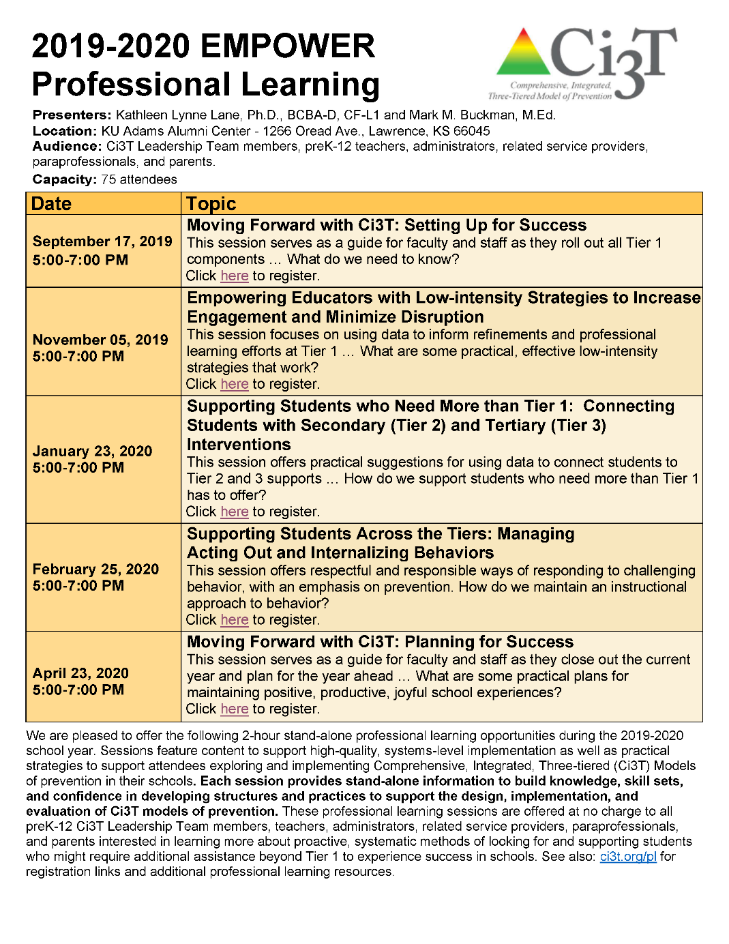 2019-2020 EMPOWER
Professional Learning
Ci3T
Comprehensive, Integrated,
Three-Tiered Model of Prevention
Presenters: Kathleen Lynne Lane, Ph.D., BCBA-D, CF-L1 and Mark M. Buckman, M.Ed.
Location: KU Adams Alumni Center - 1266 Oread Ave., Lawrence, KS 66045
Audience: Ci3T Leadership Team members, preK-12 teachers, administrators, related service providers,
paraprofessionals, and parents.
Capacity: 75 attendees
Date Topic
September 17, 2019
5:00-7:00 PM
Moving Forward with Ci3T: Setting Up for Success
This session serves as a guide for faculty and staff as they roll out all Tier 1
components … What do we need to know?
Click here to register.
November 05, 2019
5:00-7:00 PM
Empowering Educators with Low-intensity Strategies to Increase
Engagement and Minimize Disruption
This session focuses on using data to inform refinements and professional
learning efforts at Tier 1 … What are some practical, effective low-intensity
strategies that work?
Click here to register.
January 23, 2020
5:00-7:00 PM
Supporting Students who Need More than Tier 1: Connecting
Students with Secondary (Tier 2) and Tertiary (Tier 3)
Interventions
This session offers practical suggestions for using data to connect students to
Tier 2 and 3 supports … How do we support students who need more than Tier 1
has to offer?
Click here to register.
February 25, 2020
5:00-7:00 PM
Supporting Students Across the Tiers: Managing
Acting Out and Internalizing Behaviors
This session offers respectful and responsible ways of responding to challenging
behavior, with an emphasis on prevention. How do we maintain an instructional
approach to behavior?
Click here to register.
April 23, 2020
5:00-7:00 PM
Moving Forward with Ci3T: Planning for Success
This session serves as a guide for faculty and staff as they close out the current
year and plan for the year ahead … What are some practical plans for
maintaining positive, productive, joyful school experiences?
Click here to register.
We are pleased to offer the following 2-hour stand-alone professional learning opportunities during the 2019-2020
school year. Sessions feature content to support high-quality, systems-level implementation as well as practical
strategies to support attendees exploring and implementing Comprehensive, Integrated, Three-tiered (Ci3T) Models
of prevention in their schools. Each session provides stand-alone information to build knowledge, skill sets,
and confidence in developing structures and practices to support the design, implementation, and
evaluation of Ci3T models of prevention. These professional learning sessions are offered at no charge to all
preK-12 Ci3T Leadership Team members, teachers, administrators, related service providers, paraprofessionals,
and parents interested in learning more about proactive, systematic methods of looking for and supporting students
who might require additional assistance beyond Tier 1 to experience success in schools. See also: ci3t.org/pl for
registration links and additional professional learning resources.